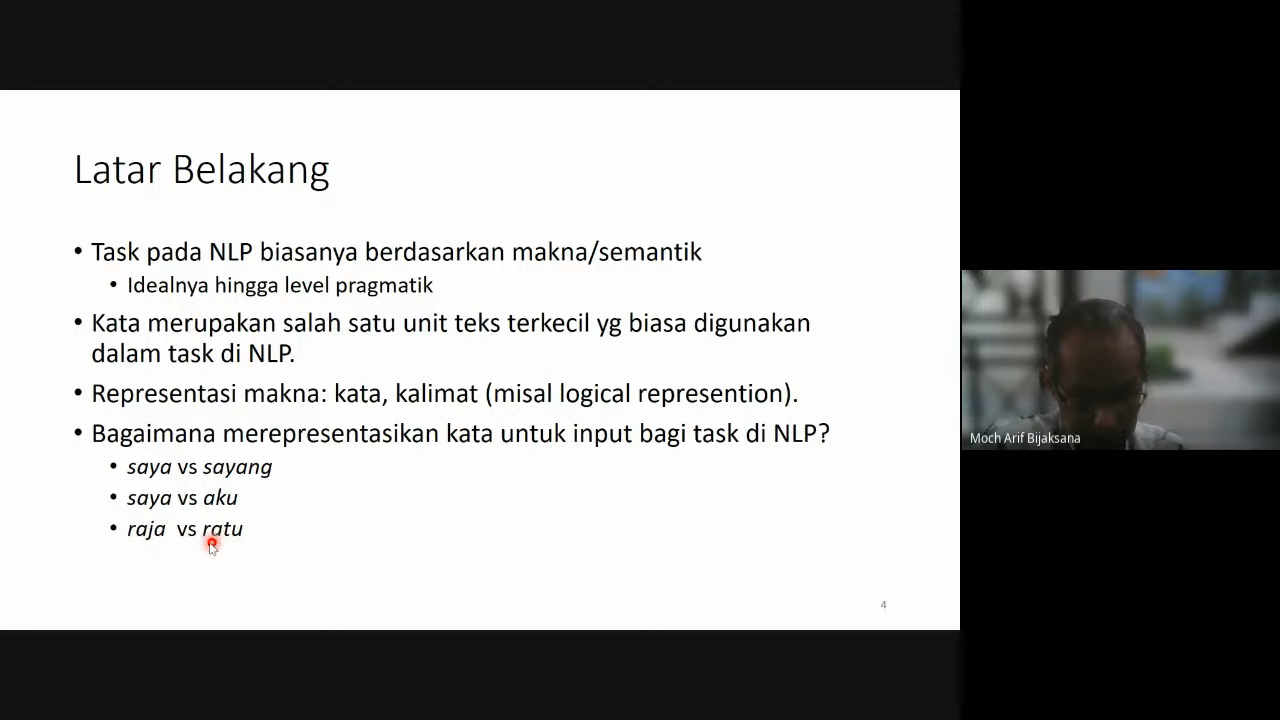 Latar Belakang
• Task pada NLP biasanya berdasarkan makna/semantik
• Idealnya hingga level pragmatik
• Kata merupakan salah satu unit teks terkecil yg biasa digunakan
dalam task di NLP.
• Representasi makna: kata, kalimat (misal logical represention).
• Bagaimana merepresentasikan kata untuk input bagi task di NLP?
• saya vs sayang
• saya vs aku
• raja vs ratu
4
Moch Arif Bijaksana